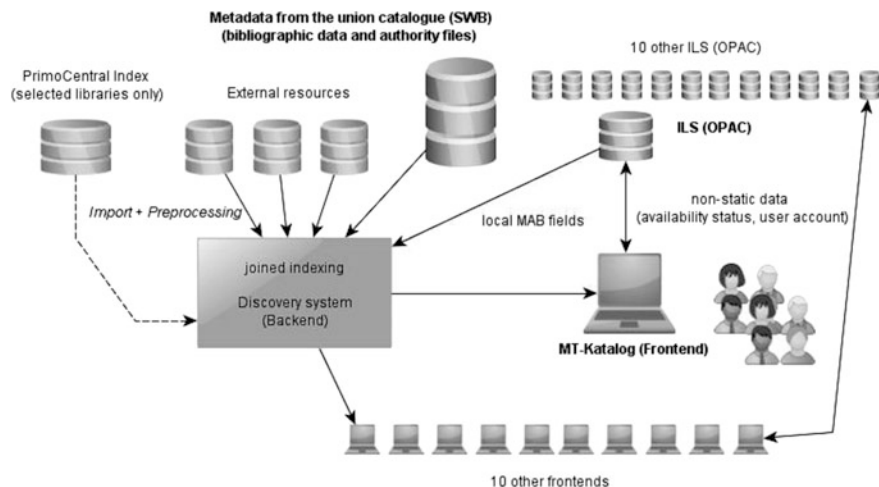 Metadata from the union catalogue (SWB)
(bibliographic data and authority files)
10 other ILS (OPAC)
PrimoCentral Index
(selected libraries only)
External resources
ILS (OPAC)
Import + Preprocessing
local MAB fields
non-static data
(availability status, user account)
joined indexing
Discovery system
(Backend)
MT-Katalog (Frontend)
10 other frontends